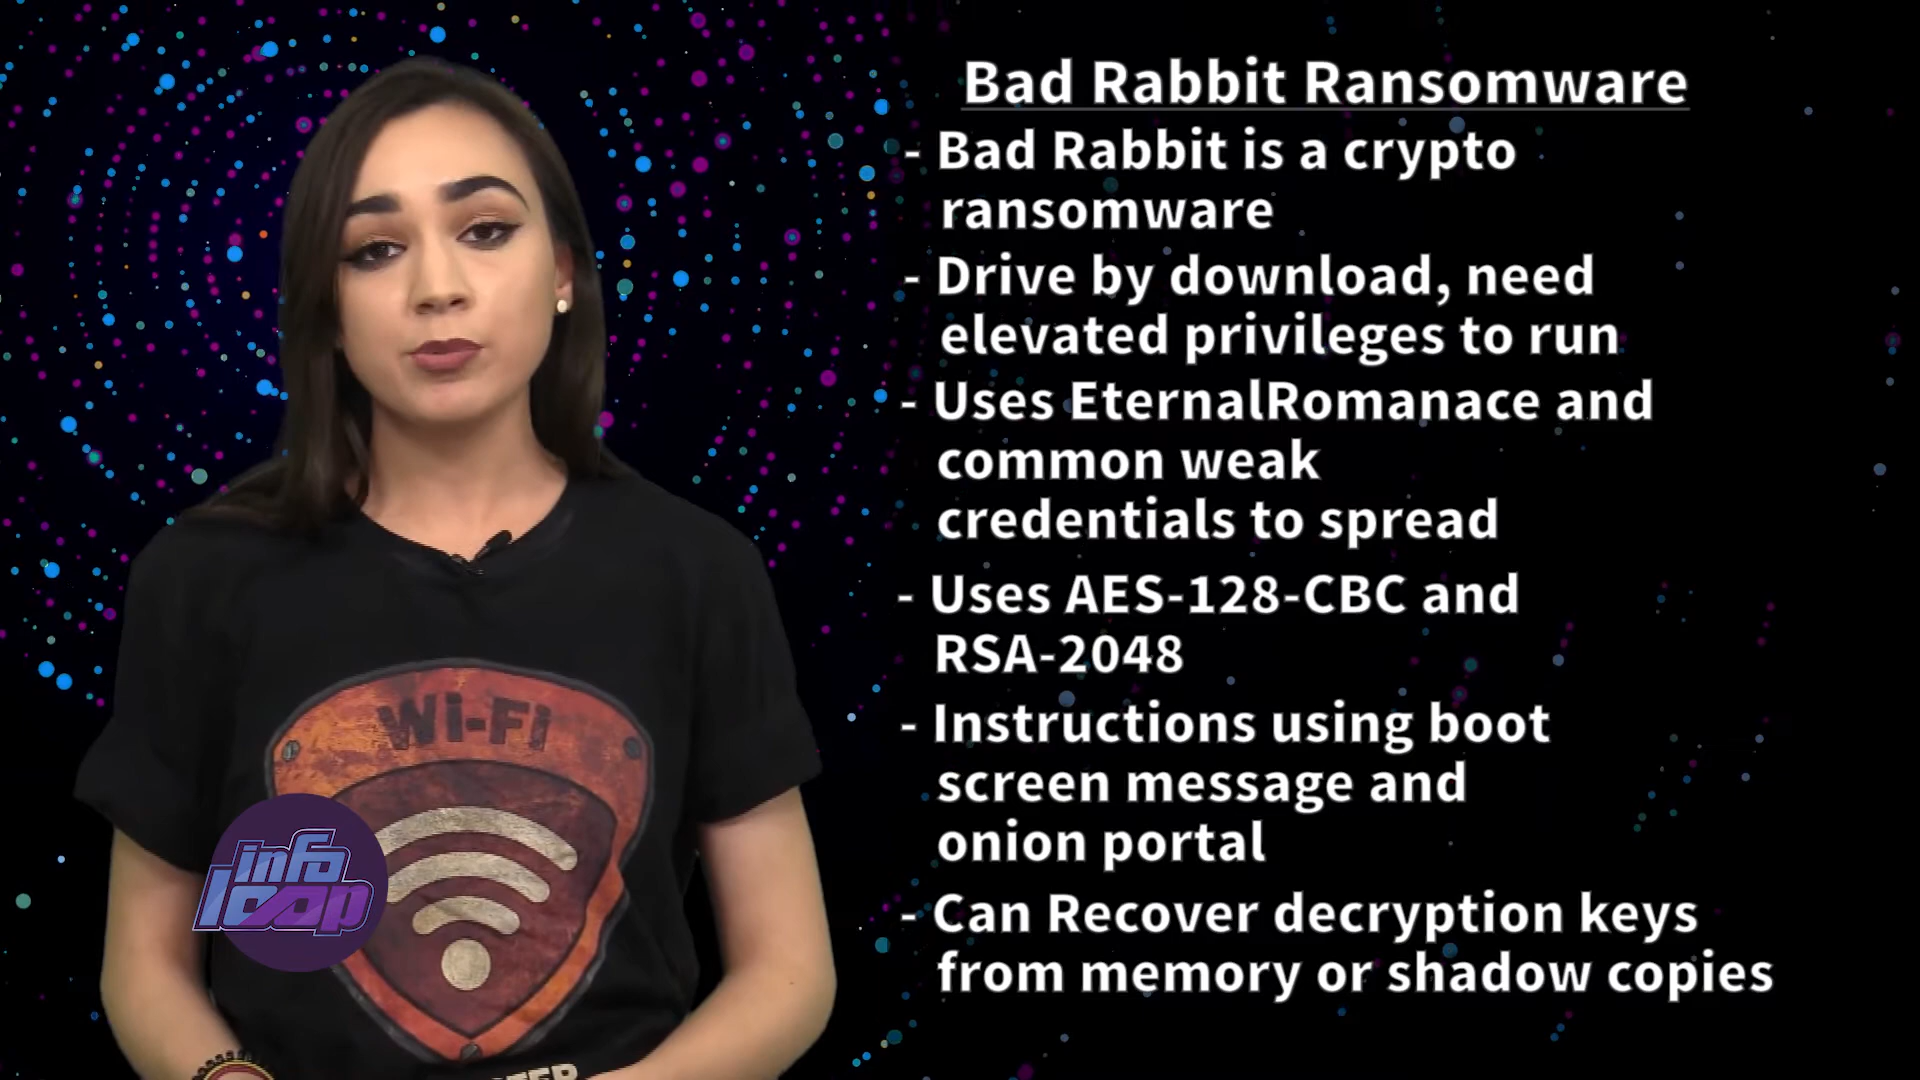 Bad Rabbit Ransomware
- Bad Rabbit is a crypto
ransomware
- Drive by download, need
elevated privileges to run
- Uses EternalRomanace and
common weak
credentials to spread
- Uses AES-128-CBC and
RSA-2048
- Instructions using boot
screen message and
onion portal
- Can Recover decryption keys
from memory or shadow copies
Wi-Fi
info
loop